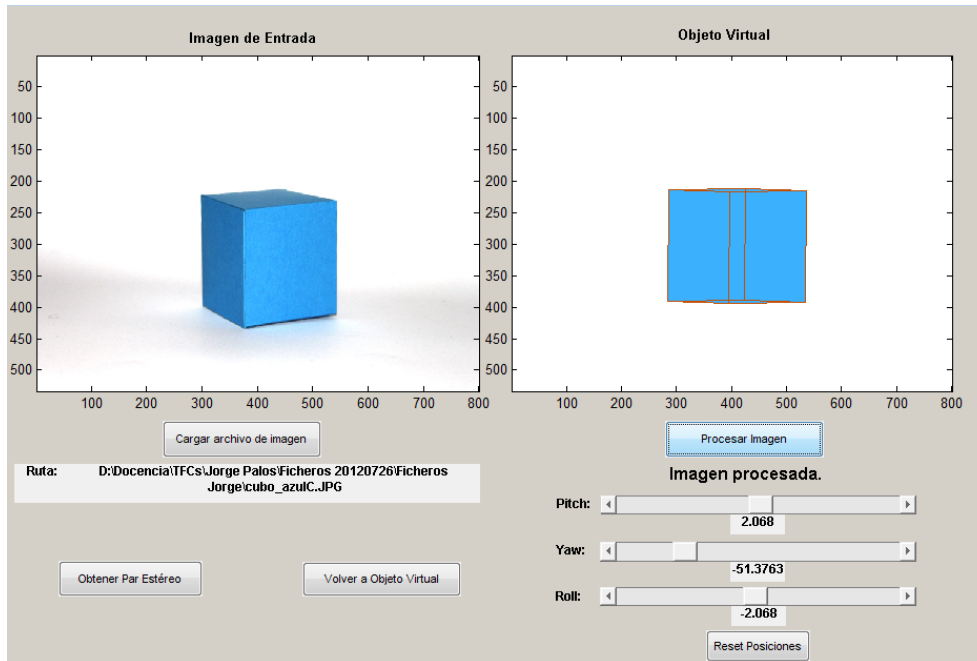 Imagen de Entrada
50
100
150
200
250
300
350
400
450
500
100 200 300 400 500 600 700 800
Cargar archivo de imagen
Ruta: D:\Docencia\TFCs\Jorge Palos\Ficheros 20120726\Ficheros
Jorge\cubo_azulC.JPG
Obtener Par Estéreo
Volver a Objeto Virtual
Objeto Virtual
50
100
150
200
250
300
350
400
450
500
100 200 300 400 500 600 700 800
Procesar Imagen
Imagen procesada.
Pitch:
2.068
Yaw:
-51.3763
Roll:
-2.068
Reset Posiciones